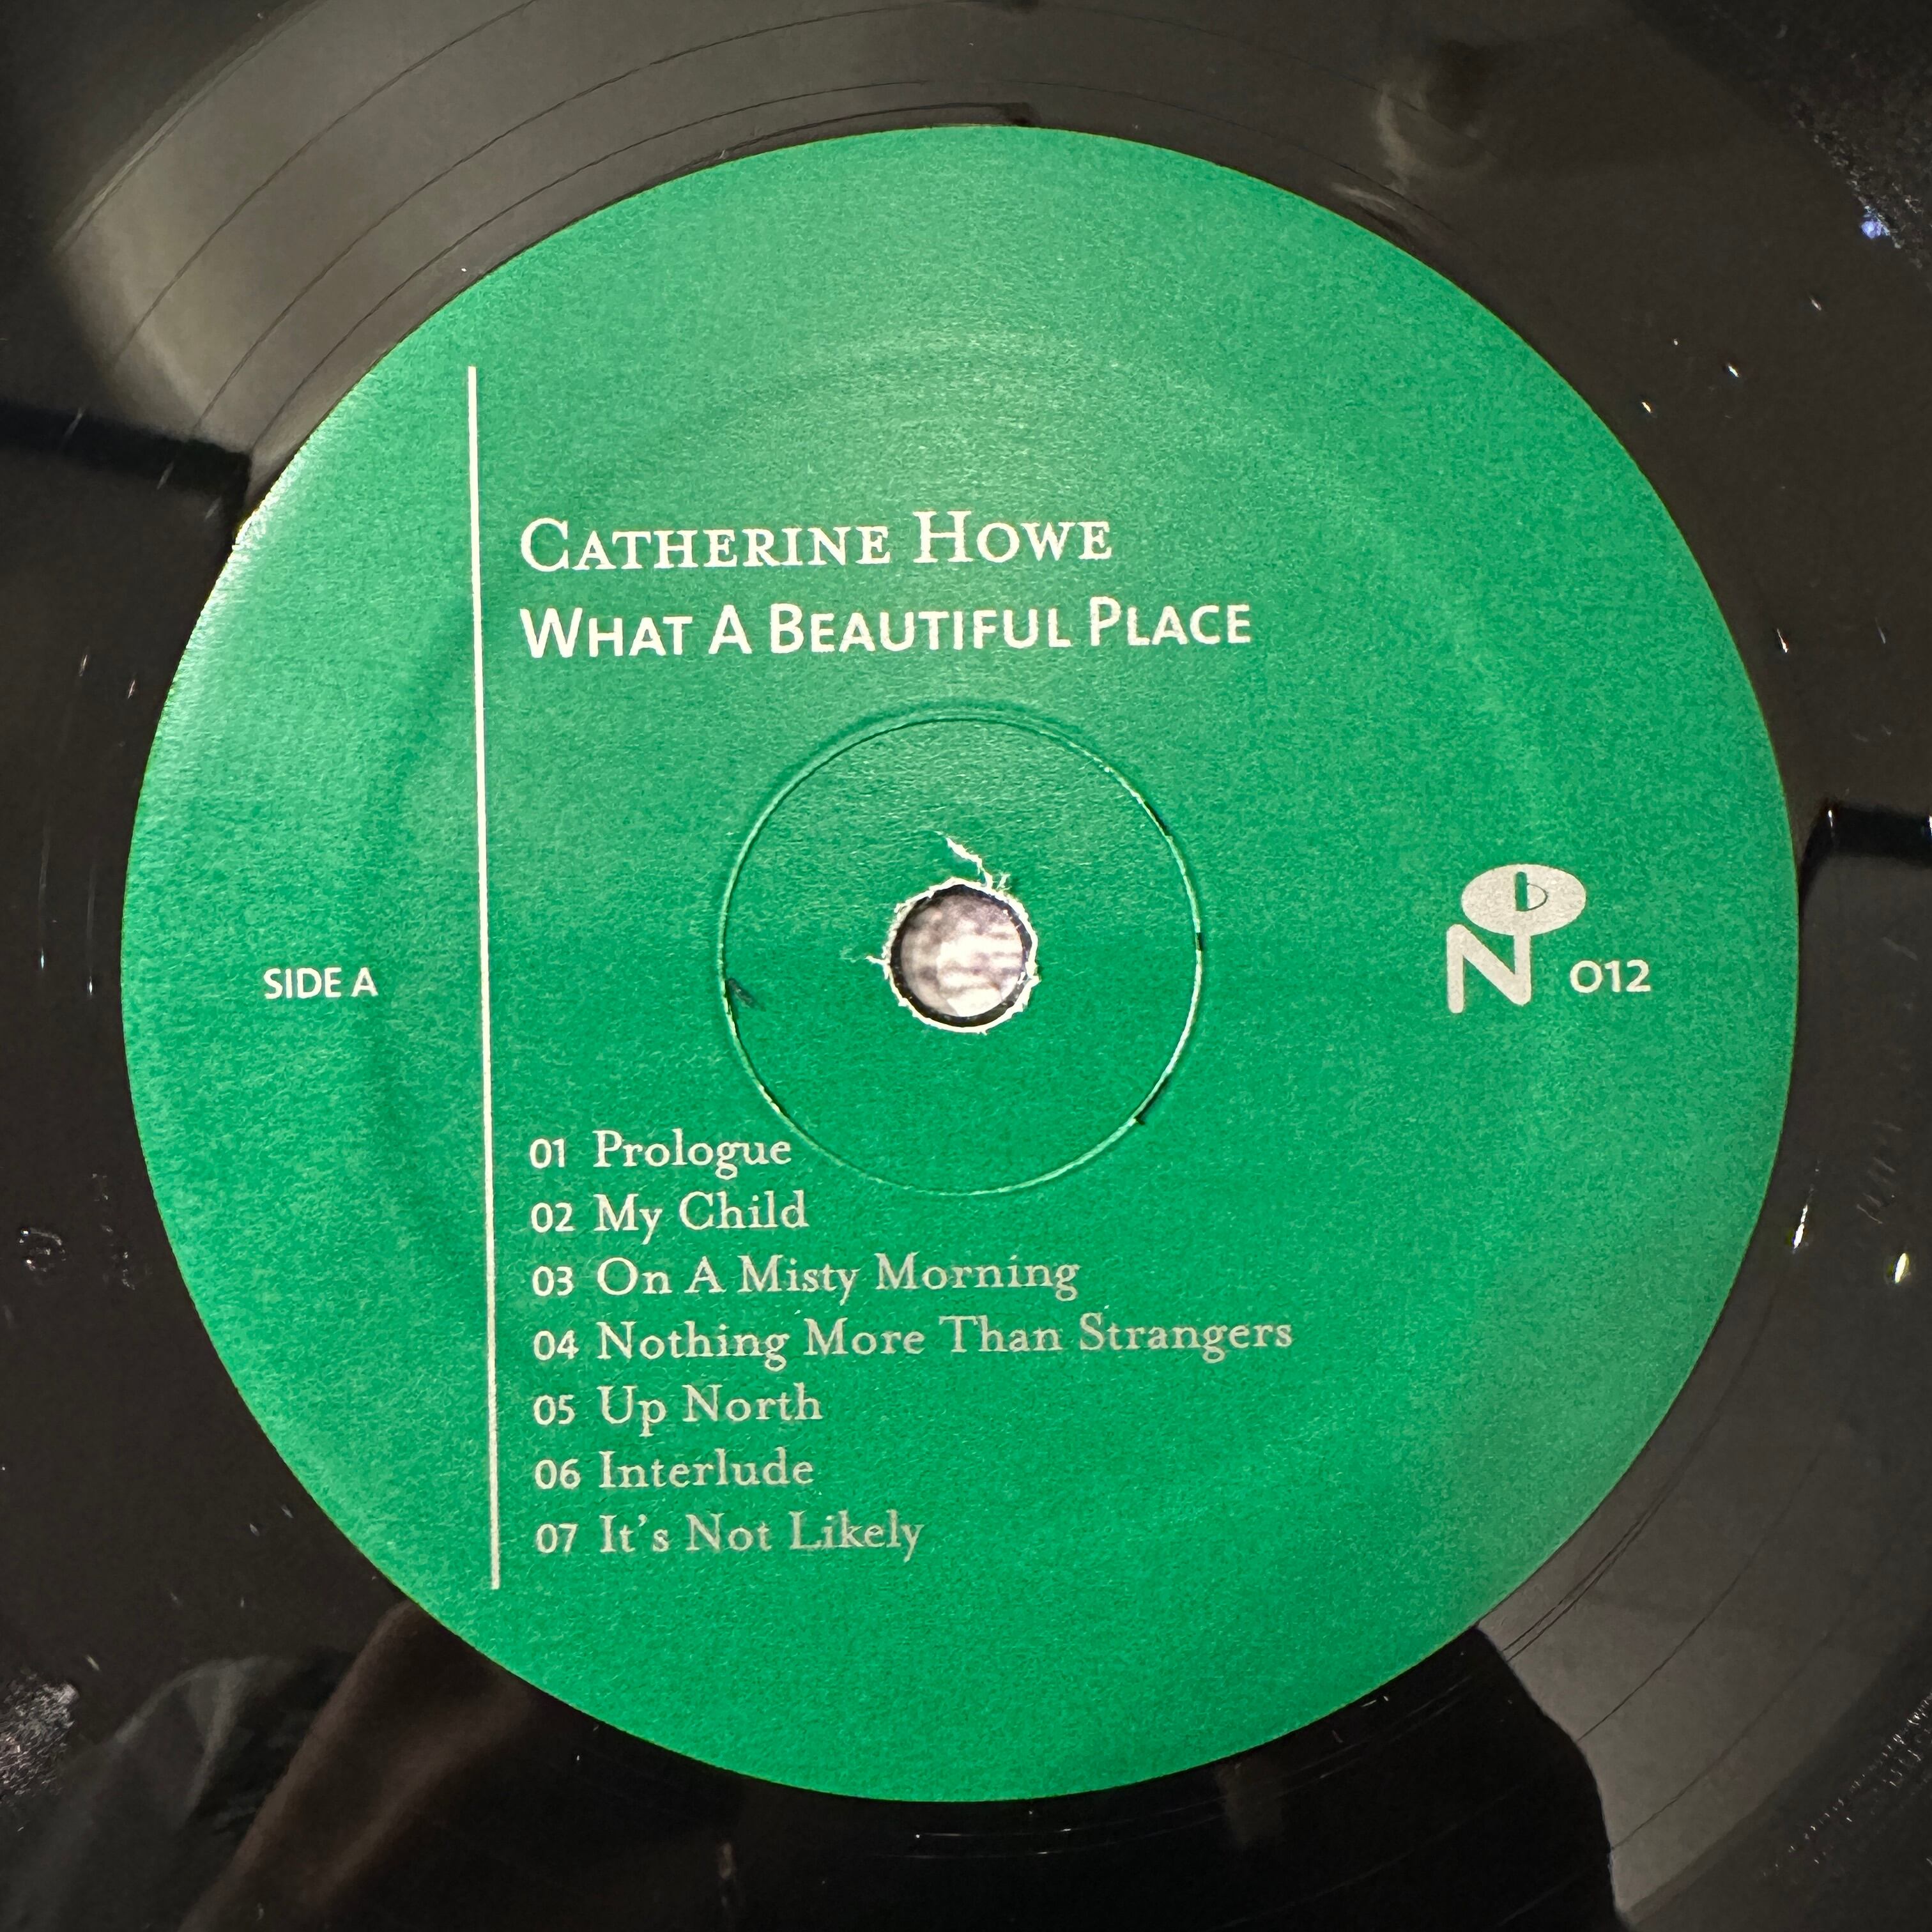 CATHERINE HOWE
WHAT A BEAUTIFUL PLACE
SIDE A
N 012
01 Prologue
02 My Child
03 On A Misty Morning
04 Nothing More Than Strangers
05 Up North
06 Interlude
07 It's Not Likely